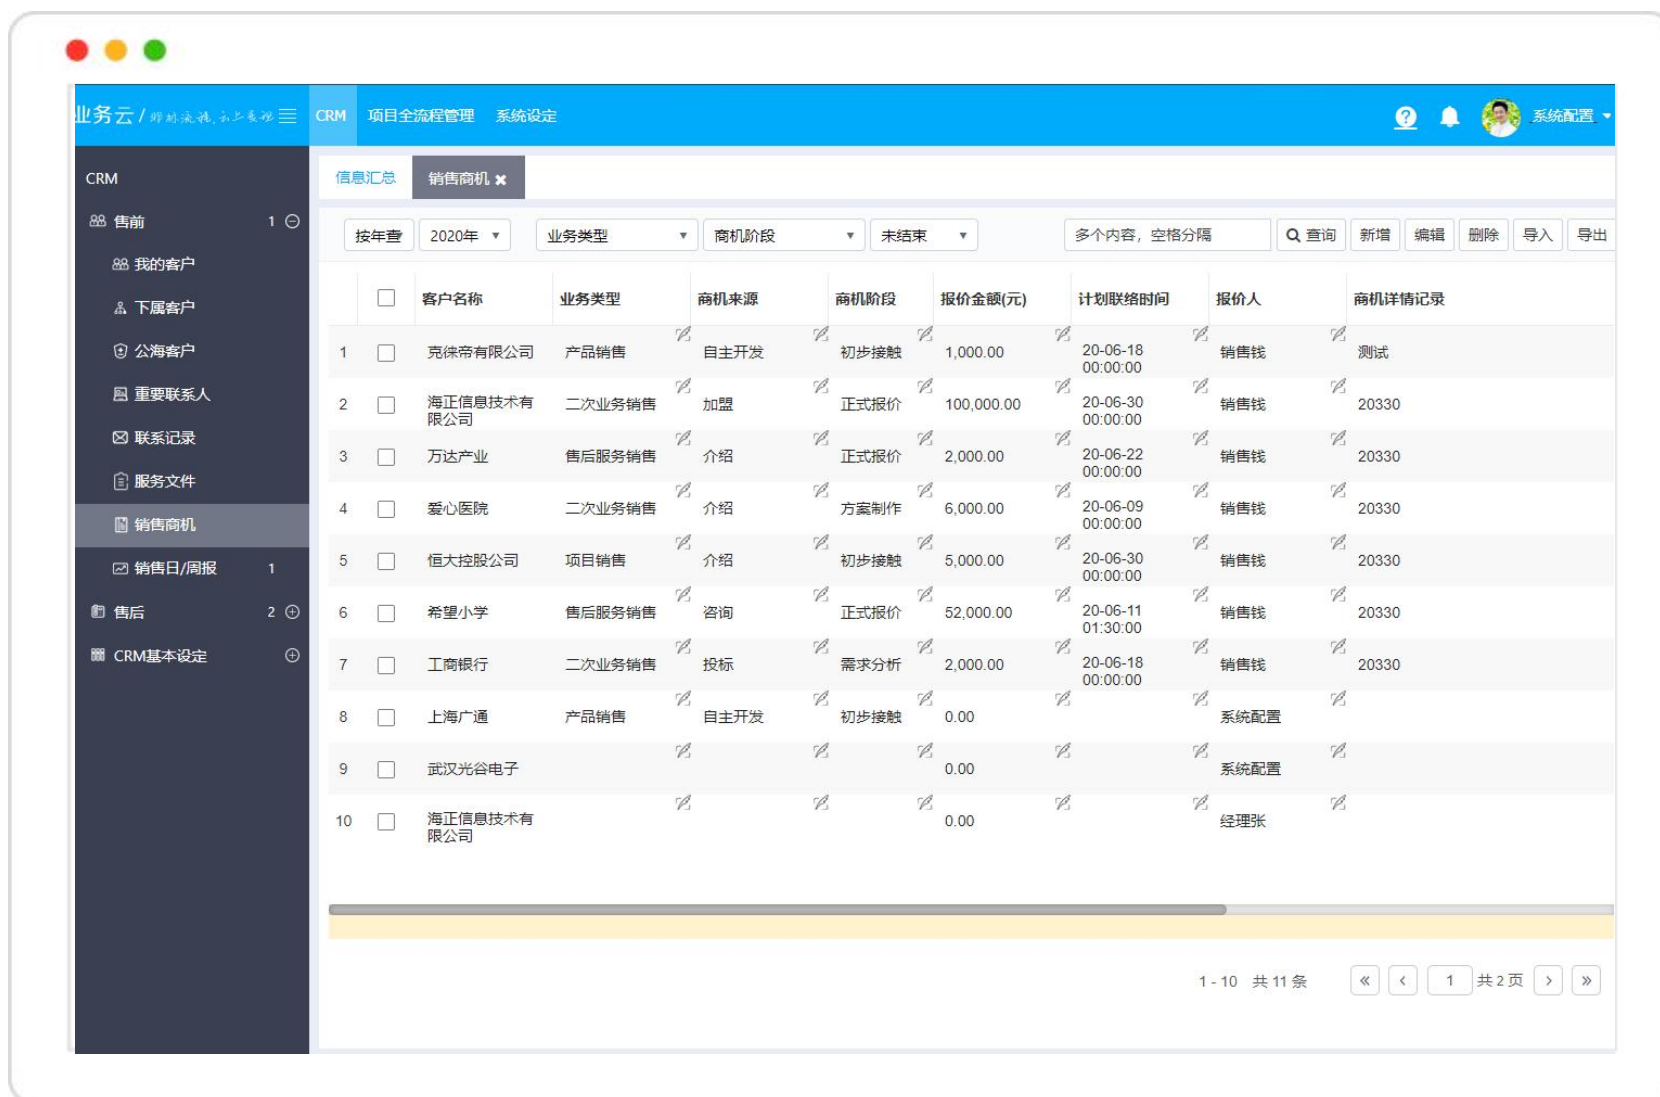 业务云 /
CRM 项目全流程管理 系统设定
? 系统配置
CRM
售前 1
我的客户
下属客户
公海客户
重要联系人
联系记录
服务文件
销售商机
销售日/周报 1
售后 2
CRM基本设定
信息汇总 销售商机
按年查 2020年 业务类型 商机阶段 未结束 多个内容，空格分隔 查询 新增 编辑 删除 导入 导出
客户名称 业务类型 商机来源 商机阶段 报价金额(元) 计划联络时间 报价人 商机详情记录
1 克徕帝有限公司 产品销售 自主开发 初步接触 1,000.00 20-06-18 00:00:00 销售钱 测试
2 海正信息技术有限公司 二次业务销售 加盟 正式报价 100,000.00 20-06-30 00:00:00 销售钱 20330
3 万达产业 售后服务销售 介绍 正式报价 2,000.00 20-06-22 00:00:00 销售钱 20330
4 爱心医院 二次业务销售 介绍 方案制作 6,000.00 20-06-09 00:00:00 销售钱 20330
5 恒大控股公司 项目销售 介绍 初步接触 5,000.00 20-06-30 00:00:00 销售钱 20330
6 希望小学 售后服务销售 咨询 正式报价 52,000.00 20-06-11 01:30:00 销售钱 20330
7 工商银行 二次业务销售 投标 需求分析 2,000.00 20-06-18 00:00:00 销售钱 20330
8 上海广通 产品销售 自主开发 初步接触 0.00 系统配置
9 武汉光谷电子 0.00 系统配置
10 海正信息技术有限公司 0.00 经理张
1 - 10 共 11 条 « ‹ 1 共 2 页 › »